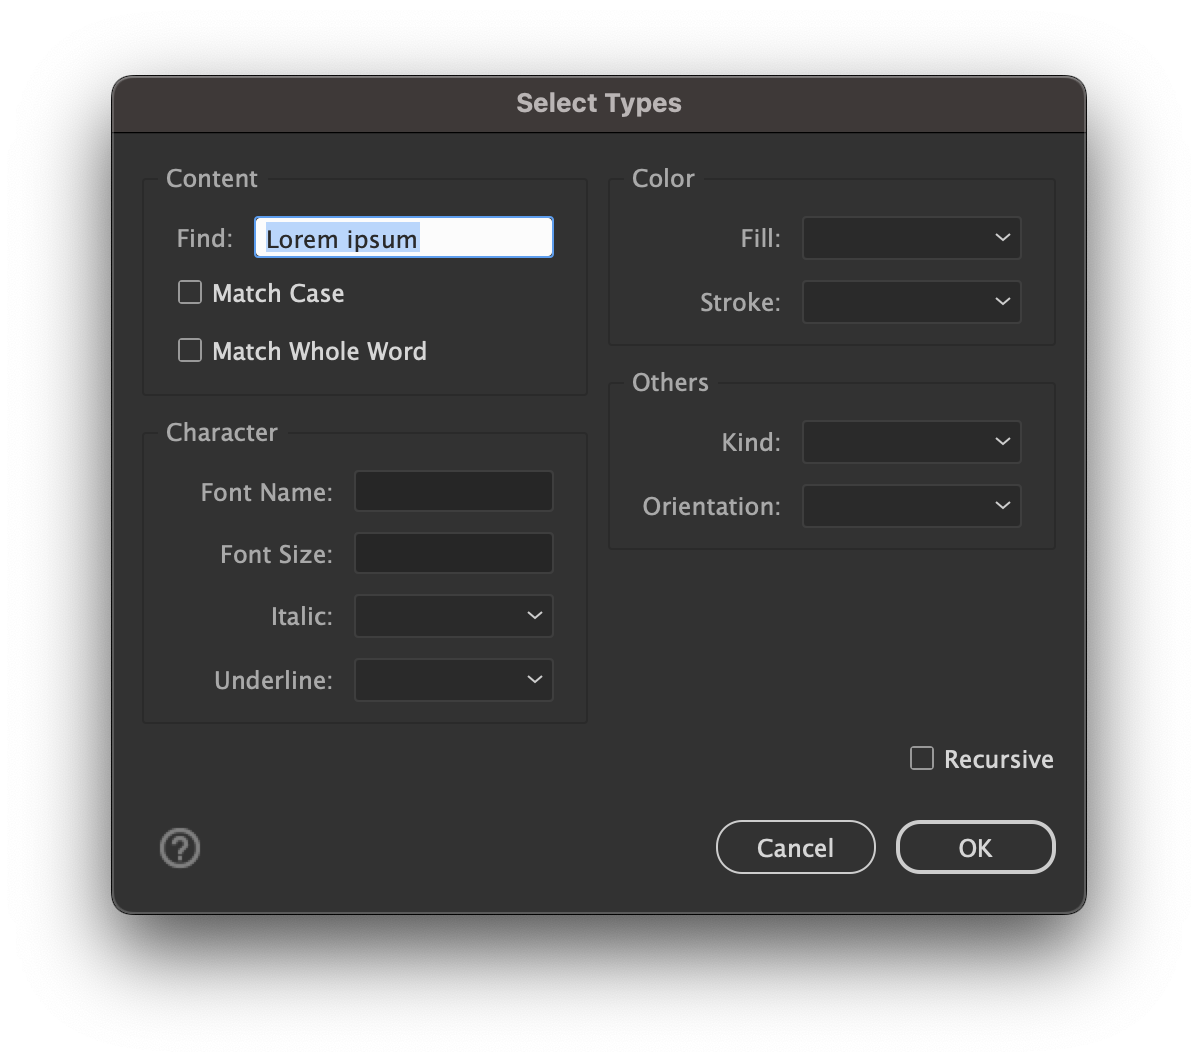 Select Types
Content
Find: Lorem ipsum
Match Case
Match Whole Word
Character
Font Name:
Font Size:
Italic:
Underline:
Color
Fill:
Stroke:
Others
Kind:
Orientation:
Recursive
?
Cancel
OK